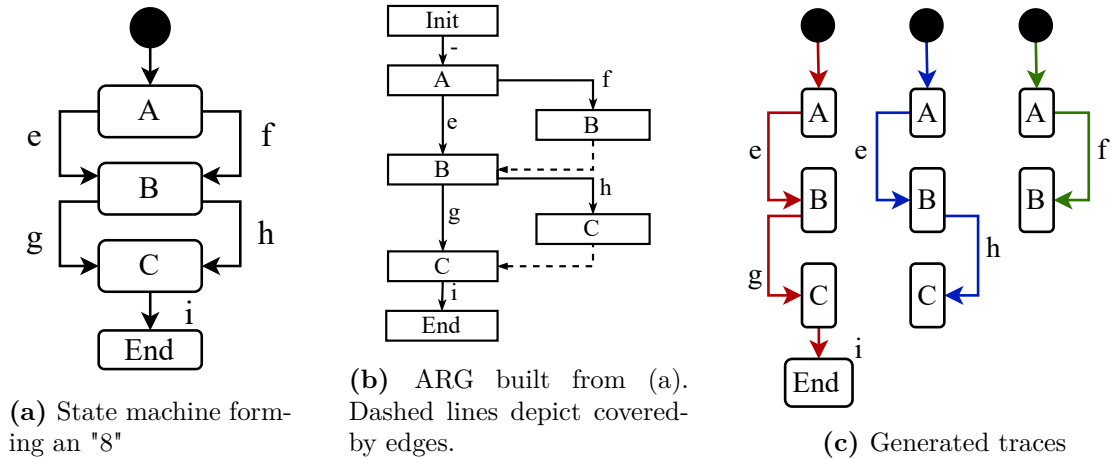 A
e
f
B
g
h
C
i
End
(a) State machine form-
ing an "8"
Init
-
A
f
e
B
B
h
g
C
C
i
End
(b) ARG built from (a).
Dashed lines depict covered-
by edges.
A
e
B
g
C
i
End
A
e
B
h
C
A
f
B
(c) Generated traces